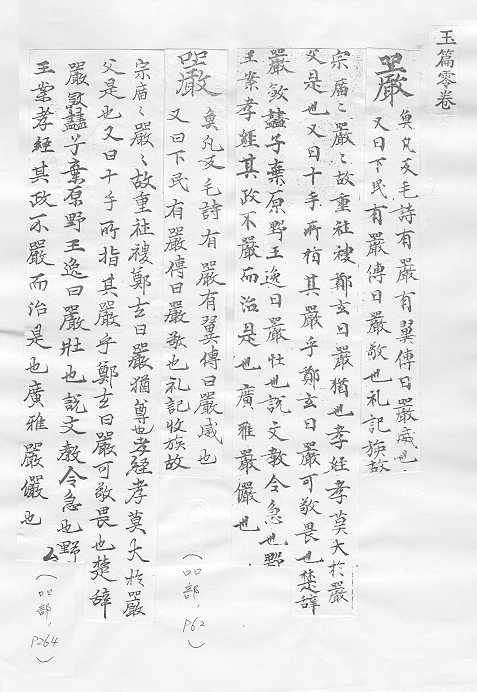 玉篇零卷
嚴 魚凡反毛詩有嚴有翼傳曰嚴威也
又曰下民有嚴傳曰嚴敬也礼記族故
宗廟〻嚴〻故重社稷鄭玄曰嚴猶也孝經孝莫大於嚴
父是也又曰十手所指其嚴乎鄭玄曰嚴可敬畏也楚辞
嚴敘 子棄原野王逸曰嚴壯也說文教令急也野
王案孝經其政不嚴而治是也廣雅嚴儼也
(吅部, P62)
嚴 魚凡反毛詩有嚴有翼傳曰嚴威也
又曰下民有嚴傳曰嚴敬也礼記收族故
宗廟〻嚴〻故重社稷鄭玄曰嚴猶尊也孝經孝莫大於嚴
父是也又曰十手所指其嚴乎鄭玄曰嚴可敬畏也楚辞
嚴 子棄原野王逸曰嚴壯也說文教令急也野
王案孝經其政不嚴而治是也廣雅嚴儼也
(吅部, P264)